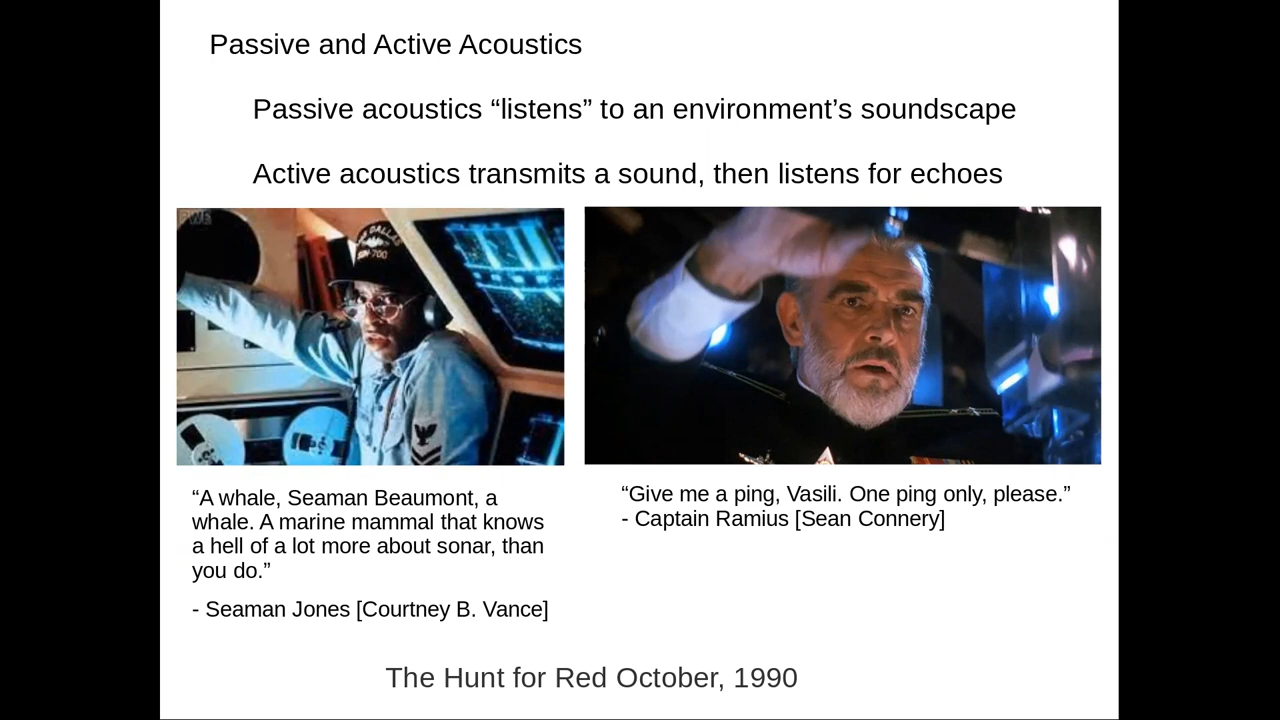 Passive and Active Acoustics
Passive acoustics “listens” to an environment’s soundscape
Active acoustics transmits a sound, then listens for echoes
DALLAS
-700
“A whale, Seaman Beaumont, a
whale. A marine mammal that knows
a hell of a lot more about sonar, than
you do.”
- Seaman Jones [Courtney B. Vance]
“Give me a ping, Vasili. One ping only, please.”
- Captain Ramius [Sean Connery]
The Hunt for Red October, 1990